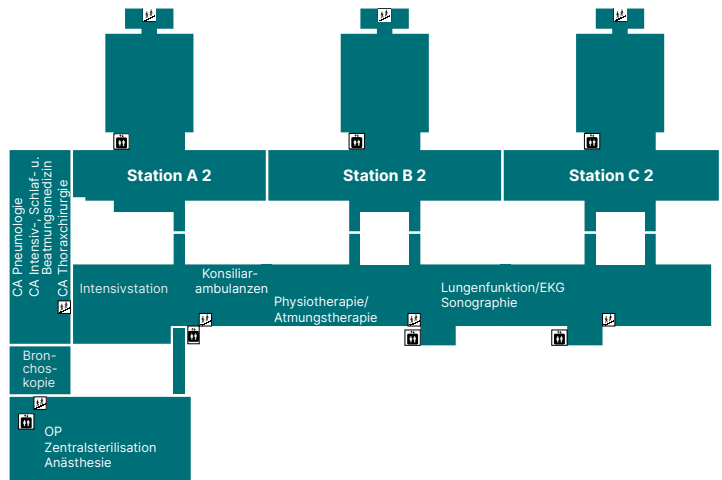 Station A 2
Station B 2
Station C 2
CA Pneumologie
CA Intensiv-, Schlaf- u.
Beatmungsmedizin
CA Thoraxchirurgie
Intensivstation
Konsiliar-
ambulanzen
Physiotherapie/
Atmungstherapie
Lungenfunktion/EKG
Sonographie
Bron-
chos-
kopie
OP
Zentralsterilisation
Anästhesie